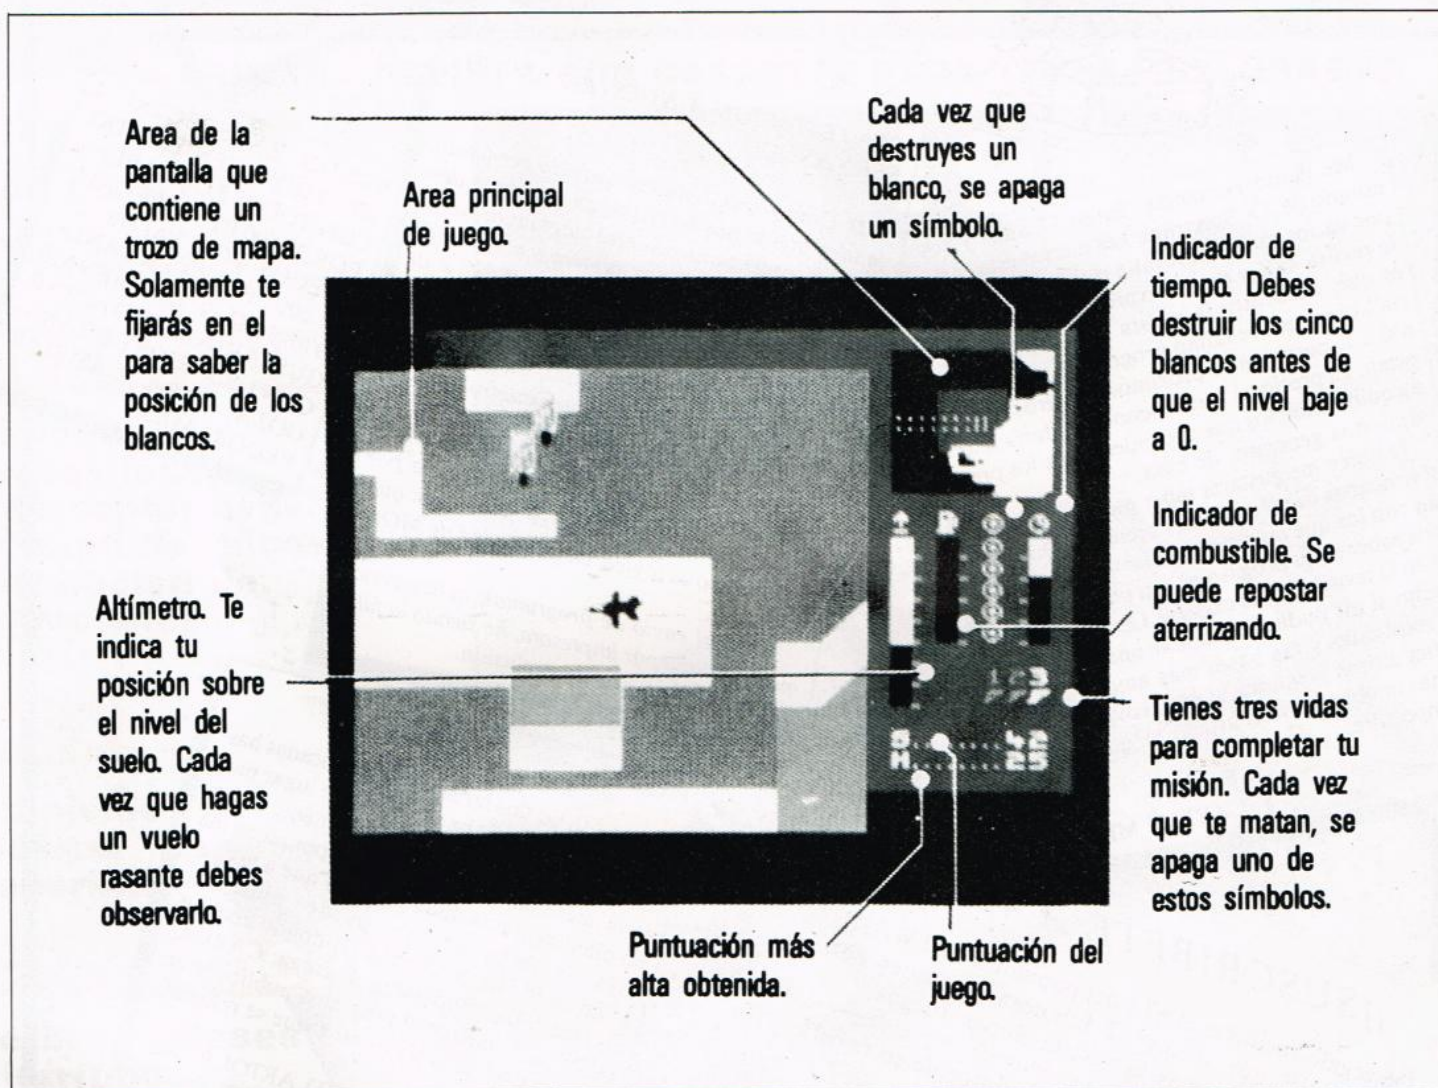 Area de la
pantalla que
contiene un
trozo de mapa.
Solamente te
fijarás en el
para saber la
posición de los
blancos.
Area principal
de juego.
Cada vez que
destruyes un
blanco, se apaga
un símbolo.
Indicador de
tiempo. Debes
destruir los cinco
blancos antes de
que el nivel baje
a 0.
Indicador de
combustible. Se
puede repostar
aterrizando.
Altímetro. Te
indica tu
posición sobre
el nivel del
suelo. Cada
vez que hagas
un vuelo
rasante debes
observarlo.
Tienes tres vidas
para completar tu
misión. Cada vez
que te matan, se
apaga uno de
estos símbolos.
123
42
25
Puntuación más
alta obtenida.
Puntuación del
juego.